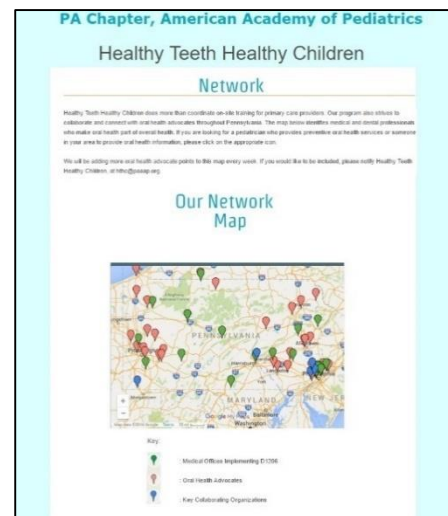 PA Chapter, American Academy of Pediatrics
Healthy Teeth Healthy Children
Network
Healthy Teeth Healthy Children does more than coordinate on-site training for primary care providers. Our program also strives to
collaborate and connect with oral health advocates throughout Pennsylvania. The map below identifies medical and dental professionals
who make oral health part of overall health. If you are looking for a pediatrician who provides preventive oral health services or someone
in your area to provide oral health information, please click on the appropriate icon.
We will be adding more oral health advocate points to this map every week. If you would like to be included, please notify Healthy Teeth
Healthy Children, at
Our Network
Map
PENNSYLVANIA
MARYLAND
NEW JER
Baltimore
Washington
Google My Maps
Key:
: Medical Offices Implementing D1206
: Oral Health Advocates
: Key Collaborating Organizations